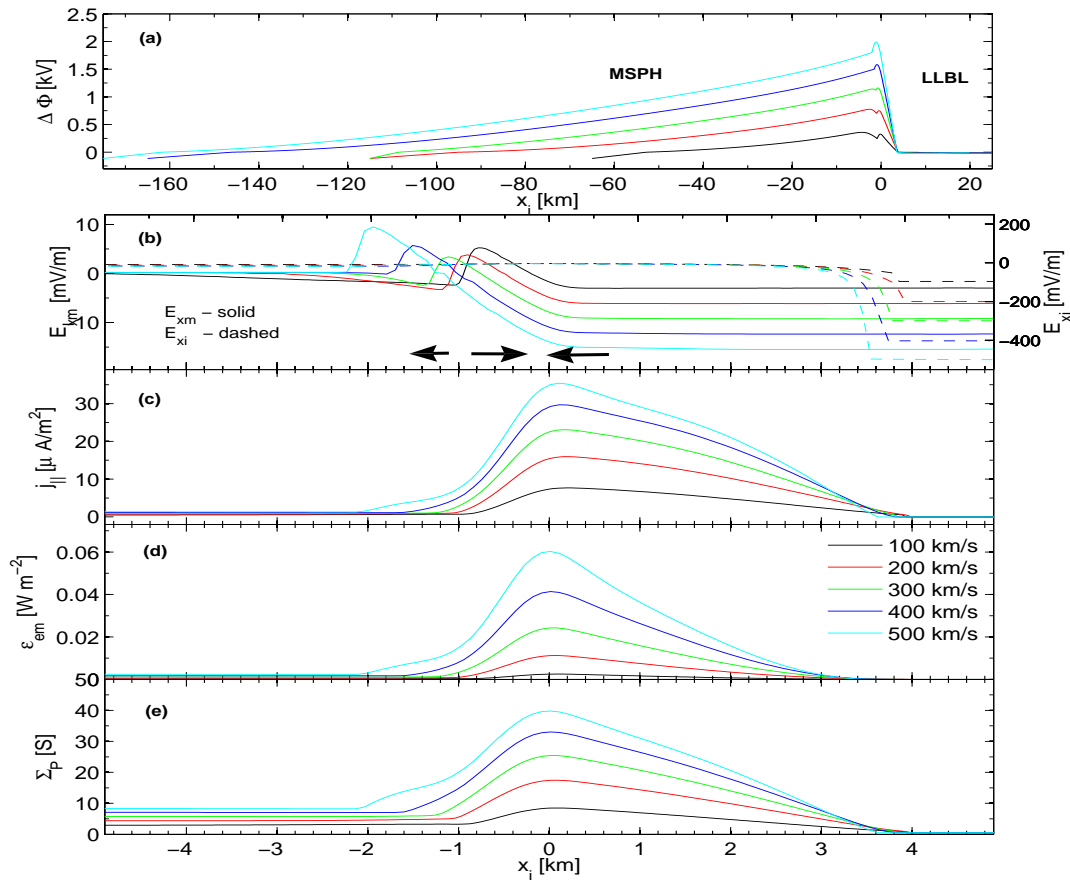 2.5
2
1.5
1
0.5
0
Δ Φ [kV]
(a)
MSPH
LLBL
−160 −140 −120 −100 −80 −60 −40 −20 0 20
x_i [km]
10
0
10
E_km [mV/m]
(b)
E_xm − solid
E_xi − dashed
200
0
−200
−400
E_xi [mV/m]
30
20
10
0
j_|| [μ A/m²]
(c)
0.06
0.04
0.02
50
ε_em [W m⁻²]
(d)
100 km/s
200 km/s
300 km/s
400 km/s
500 km/s
40
30
20
10
0
Σ_P [S]
(e)
−4 −3 −2 −1 0 1 2 3 4
x_i [km]